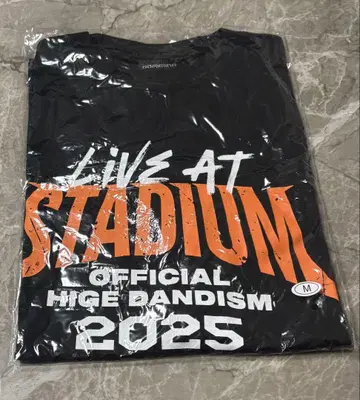 LiVE AT
STADIUM
OFFICIAL
HIGE DANDISM
2025
M